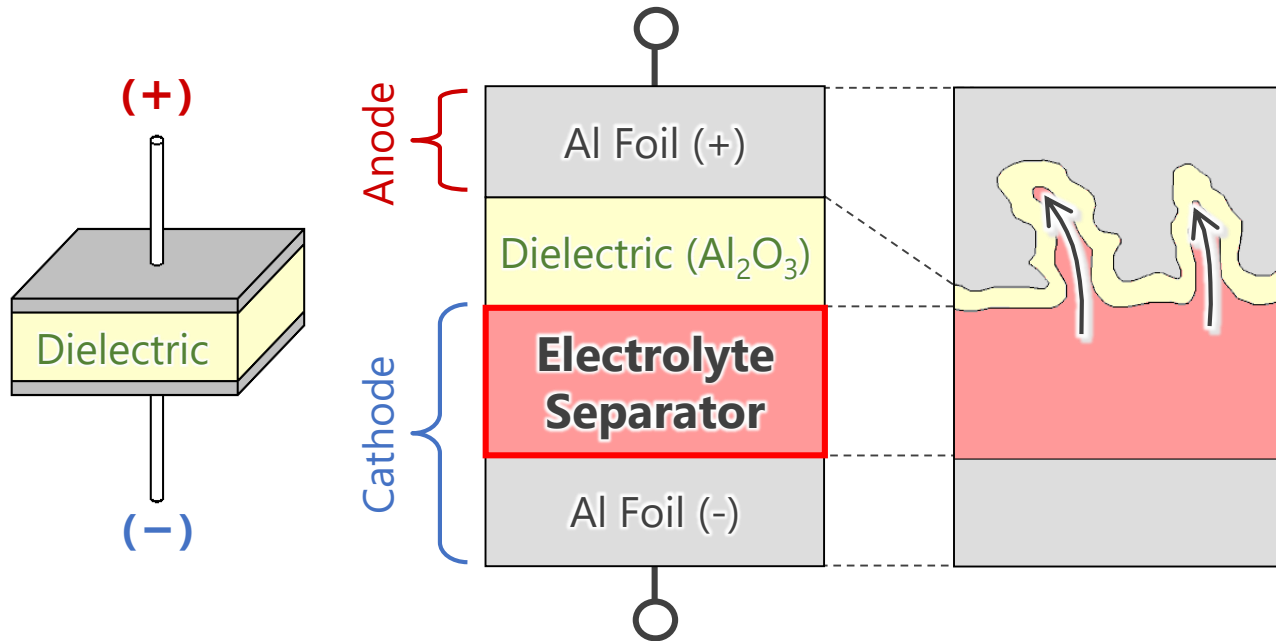 (+)
Dielectric
(−)
Anode
Cathode
Al Foil (+)
Dielectric (Al₂O₃)
Electrolyte
Separator
Al Foil (-)